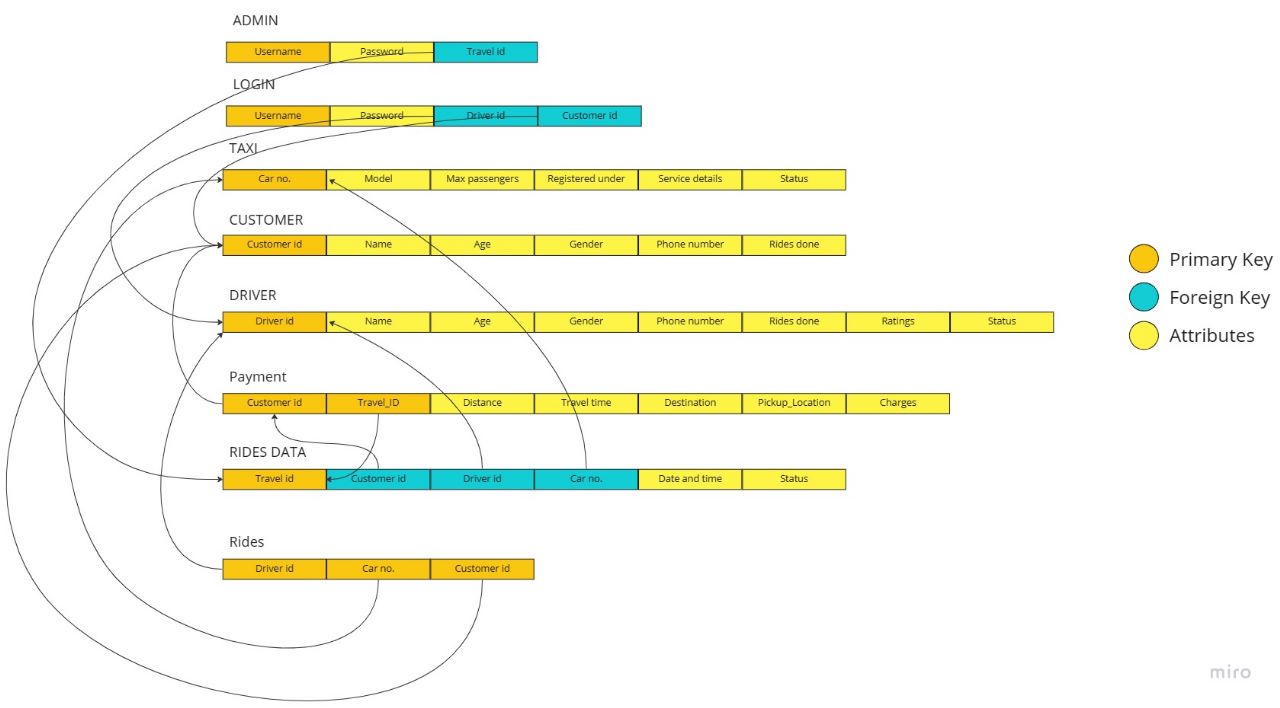 ADMIN
Username Password Travel id
LOGIN
Username Password Driver id Customer id
TAXI
Car no. Model Max passengers Registered under Service details Status
CUSTOMER
Customer id Name Age Gender Phone number Rides done
Primary Key
DRIVER
Foreign Key
Driver id Name Age Gender Phone number Rides done Ratings Status
Attributes
Payment
Customer id Travel_ID Distance Travel time Destination Pickup_Location Charges
RIDES DATA
Travel id Customer id Driver id Car no. Date and time Status
Rides
Driver id Car no. Customer id
miro